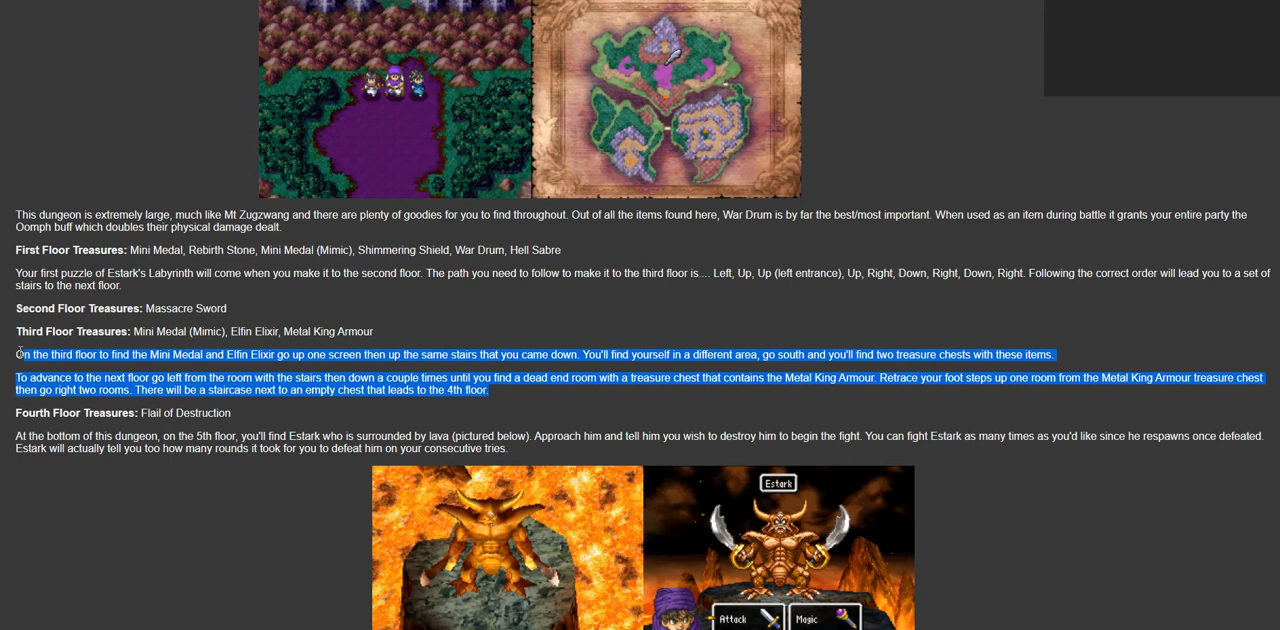 This dungeon is extremely large, much like Mt Zugzwang and there are plenty of goodies for you to find throughout. Out of all the items found here, War Drum is by far the best/most important. When used as an item during battle it grants your entire party the
Oomph buff which doubles their physical damage dealt.
First Floor Treasures: Mini Medal, Rebirth Stone, Mini Medal (Mimic), Shimmering Shield, War Drum, Hell Sabre
Your first puzzle of Estark's Labyrinth will come when you make it to the second floor. The path you need to follow to make it to the third floor is.... Left, Up, Up (left entrance), Up, Right, Down, Right, Down, Right. Following the correct order will lead you to a set of
stairs to the next floor.
Second Floor Treasures: Massacre Sword
Third Floor Treasures: Mini Medal (Mimic), Elfin Elixir, Metal King Armour
On the third floor to find the Mini Medal and Elfin Elixir go up one screen then up the same stairs that you came down. You'll find yourself in a different area, go south and you'll find two treasure chests with these items.
To advance to the next floor go left from the room with the stairs then down a couple times until you find a dead end room with a treasure chest that contains the Metal King Armour. Retrace your foot steps up one room from the Metal King Armour treasure chest
then go right two rooms. There will be a staircase next to an empty chest that leads to the 4th floor.
Fourth Floor Treasures: Flail of Destruction
At the bottom of this dungeon, on the 5th floor, you'll find Estark who is surrounded by lava (pictured below). Approach him and tell him you wish to destroy him to begin the fight. You can fight Estark as many times as you'd like since he respawns once defeated.
Estark will actually tell you too how many rounds it took for you to defeat him on your consecutive tries.
Estark
Attack
Magic